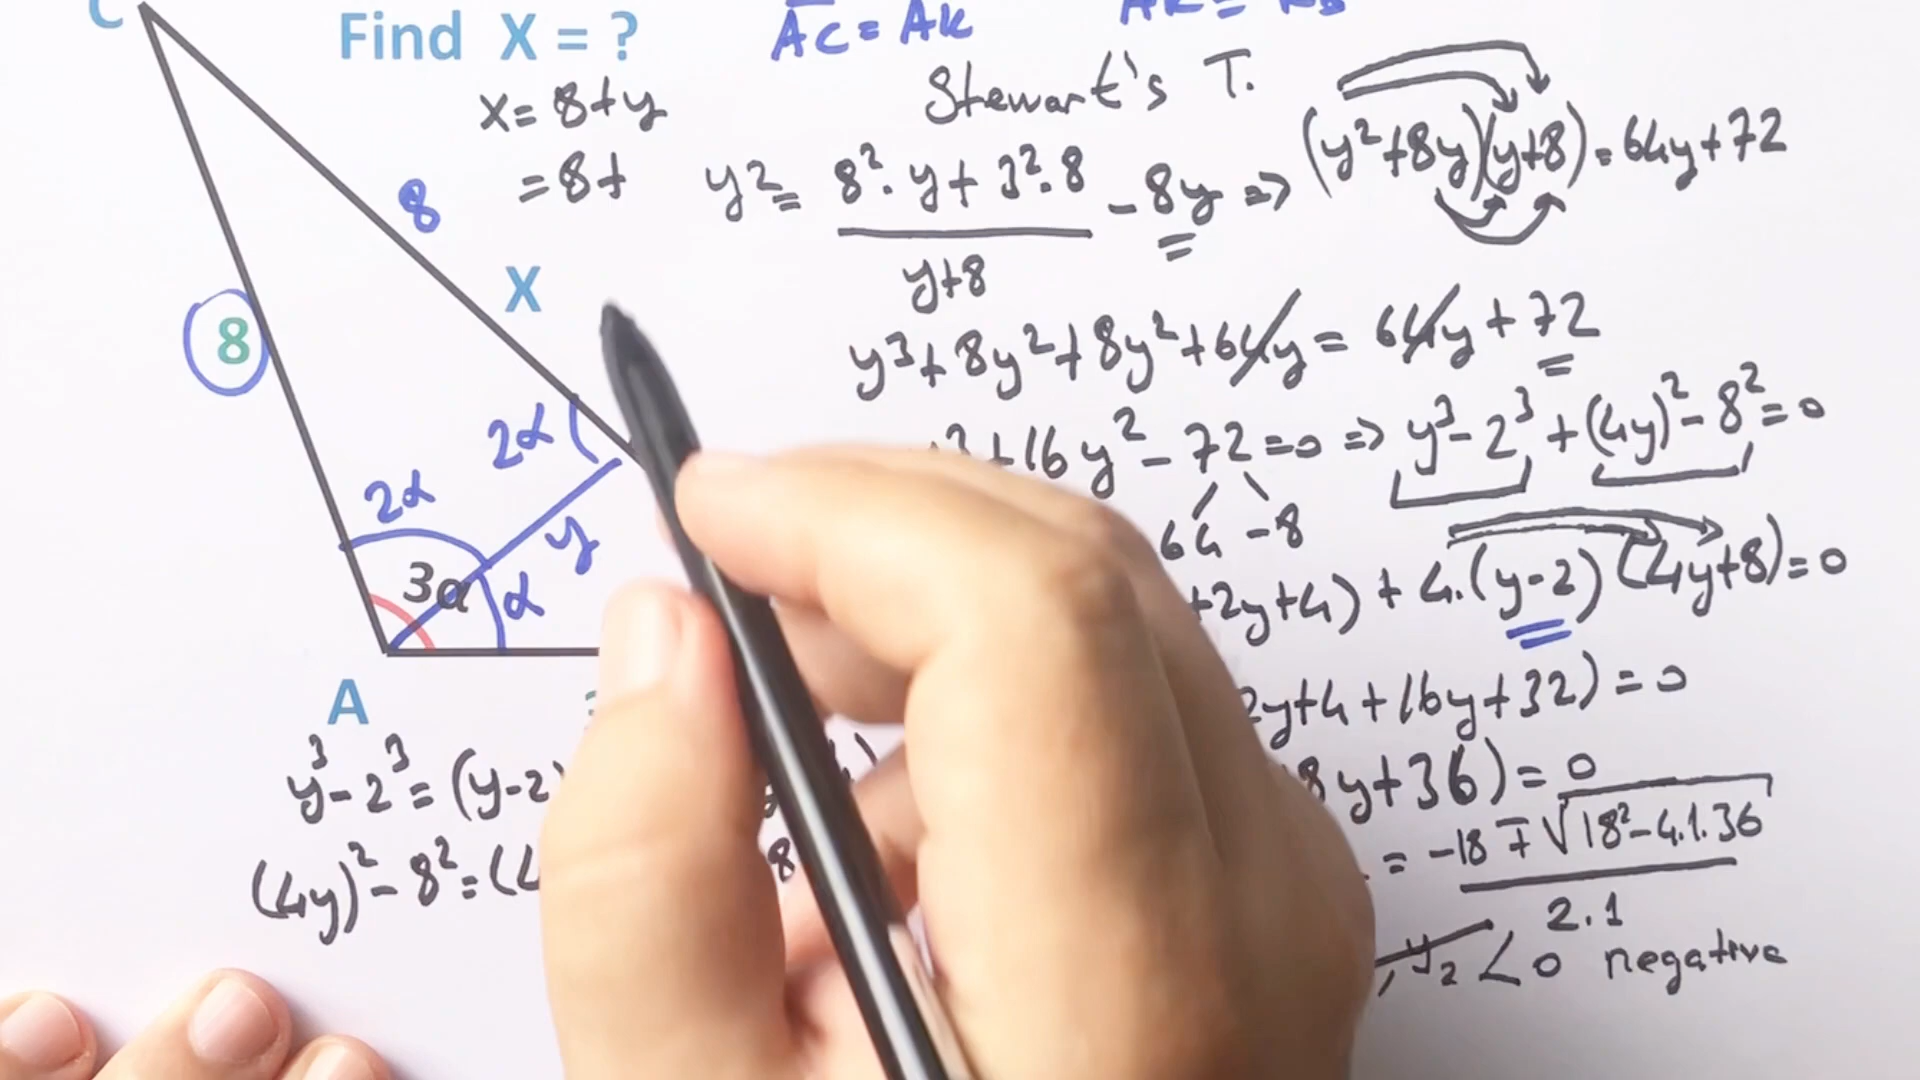 C
Find X = ?
AC = AK
x = 8+y
= 8+
Stewart's T.
y² = 8².y + 3².8 / y+8 - 8y ⇒ (y²+8y)(y+8) = 64y+72
8
X
8
y³+8y²+8y²+64y = 64y+72
+16y²-72=0 ⇒ y³-2³+(4y)²-8²=0
64 -8
2α
2α
y
3α
α
+2y+4) + 4.(y-2)(4y+8)=0
A
2y+4+16y+32)=0
8y+36)=0
y³-2³=(y-2)
= -18∓√18²-4.1.36 / 2.1
(4y)²-8²=(4
8
, y₂ < 0 negative